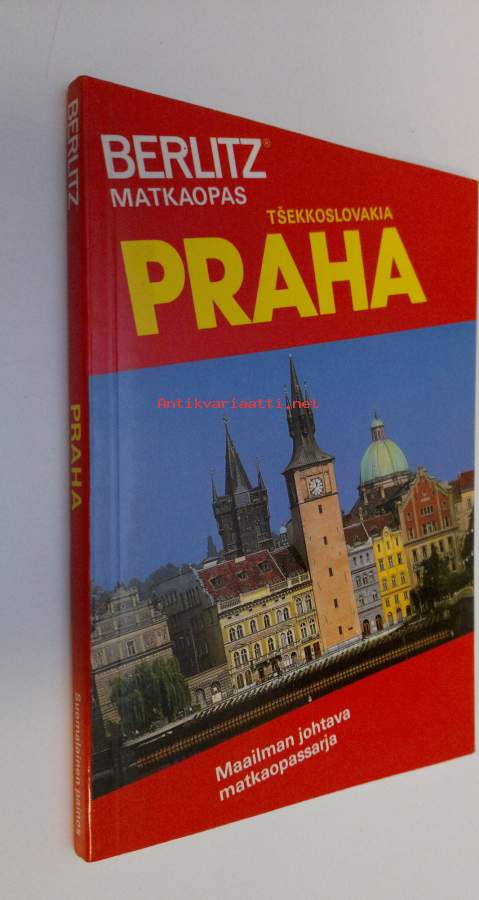 BERLITZ®
MATKAOPAS
TŠEKKOSLOVAKIA
PRAHA
Antikvariaatti.net
Maailman johtava
matkaopassarja
BERLITZ
PRAHA
Suomalainen painos